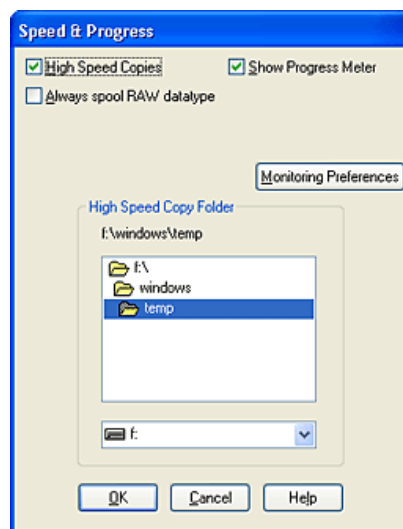 Speed & Progress
High Speed Copies
Show Progress Meter
Always spool RAW datatype
Monitoring Preferences
High Speed Copy Folder
f:\windows\temp
f:\
windows
temp
f:
OK
Cancel
Help